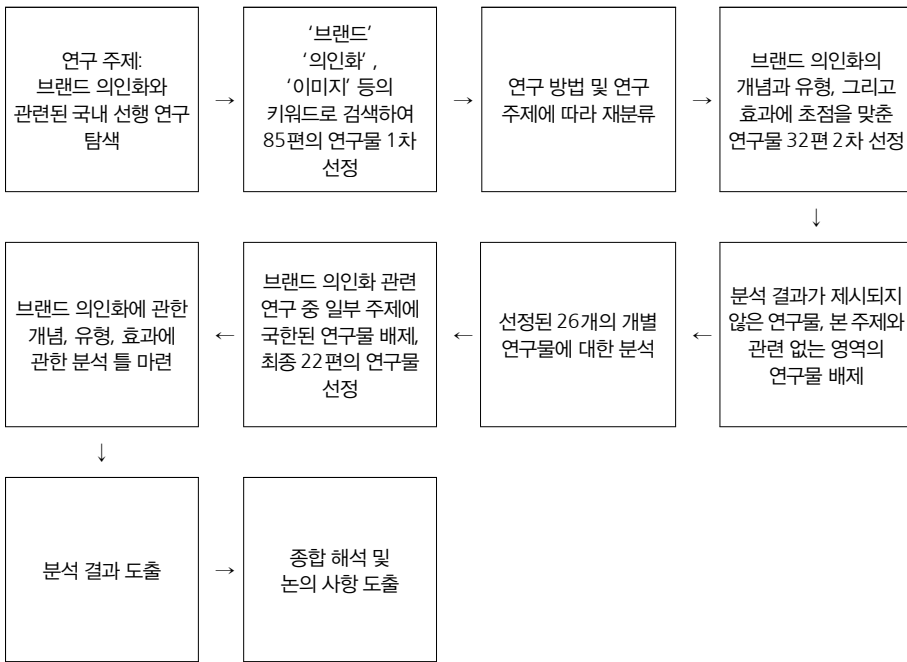 연구 주제:
브랜드 의인화와
관련된 국내 선행 연구
탐색
→
‘브랜드’
‘의인화’ ,
‘이미지’ 등의
키워드로 검색하여
85편의 연구물 1차
선정
→
연구 방법 및 연구
주제에 따라 재분류
→
브랜드 의인화의
개념과 유형, 그리고
효과에 초점을 맞춘
연구물 32편 2차 선정
↓
분석 결과가 제시되지
않은 연구물, 본 주제와
관련 없는 영역의
연구물 배제
←
선정된 26개의 개별
연구물에 대한 분석
←
브랜드 의인화 관련
연구 중 일부 주제에
국한된 연구물 배제,
최종 22편의 연구물
선정
←
브랜드 의인화에 관한
개념, 유형, 효과에
관한 분석 틀 마련
↓
분석 결과 도출
→
종합 해석 및
논의 사항 도출